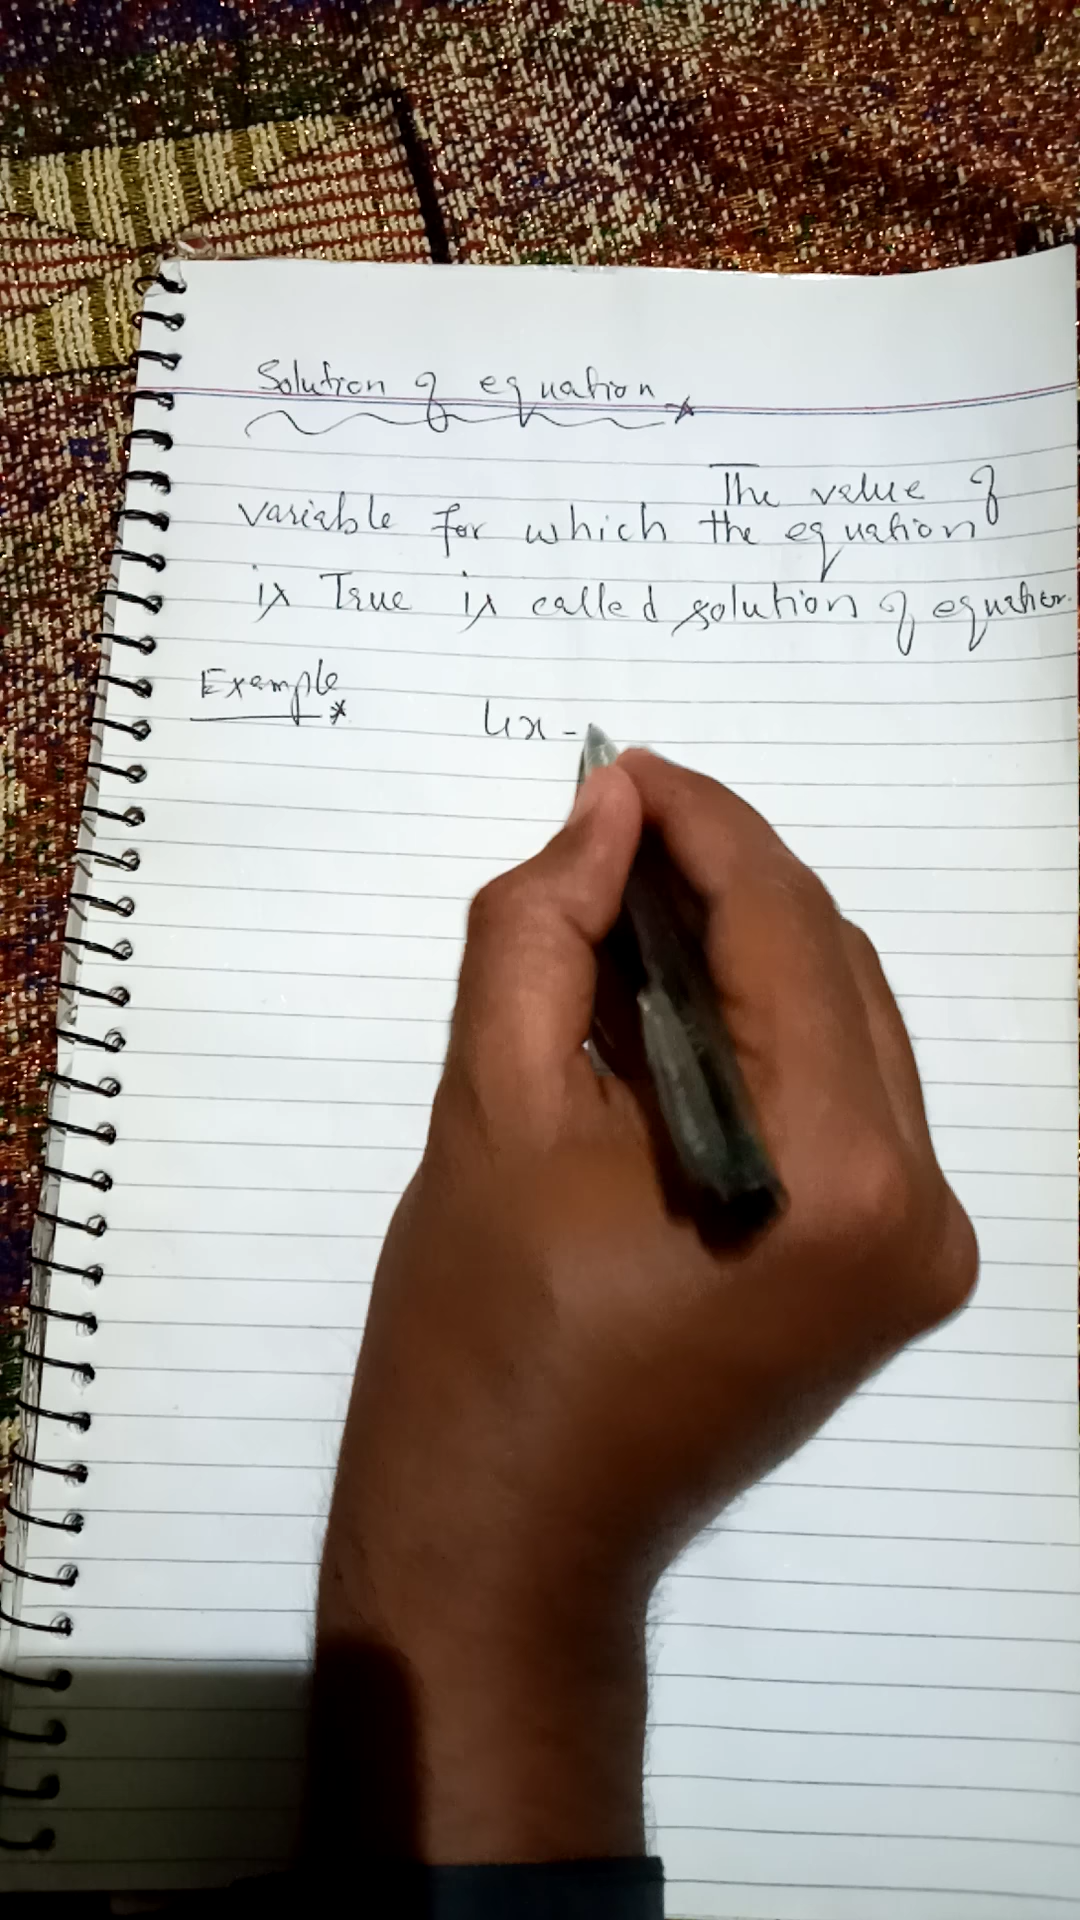 Solution of equation
The value of
variable for which the equation
is True is called solution of equation.
Example
4x -